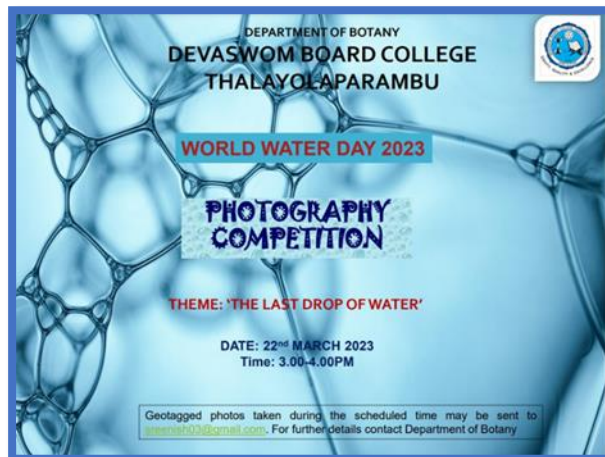 DEPARTMENT OF BOTANY
DEVASWOM BOARD COLLEGE
THALAYOLAPARAMBU
WORLD WATER DAY 2023
PHOTOGRAPHY
COMPETITION
THEME: ‘THE LAST DROP OF WATER’
DATE: 22nd MARCH 2023
Time: 3.00-4.00PM
Geotagged photos taken during the scheduled time may be sent to
sreenish03@gmail.com. For further details contact Department of Botany